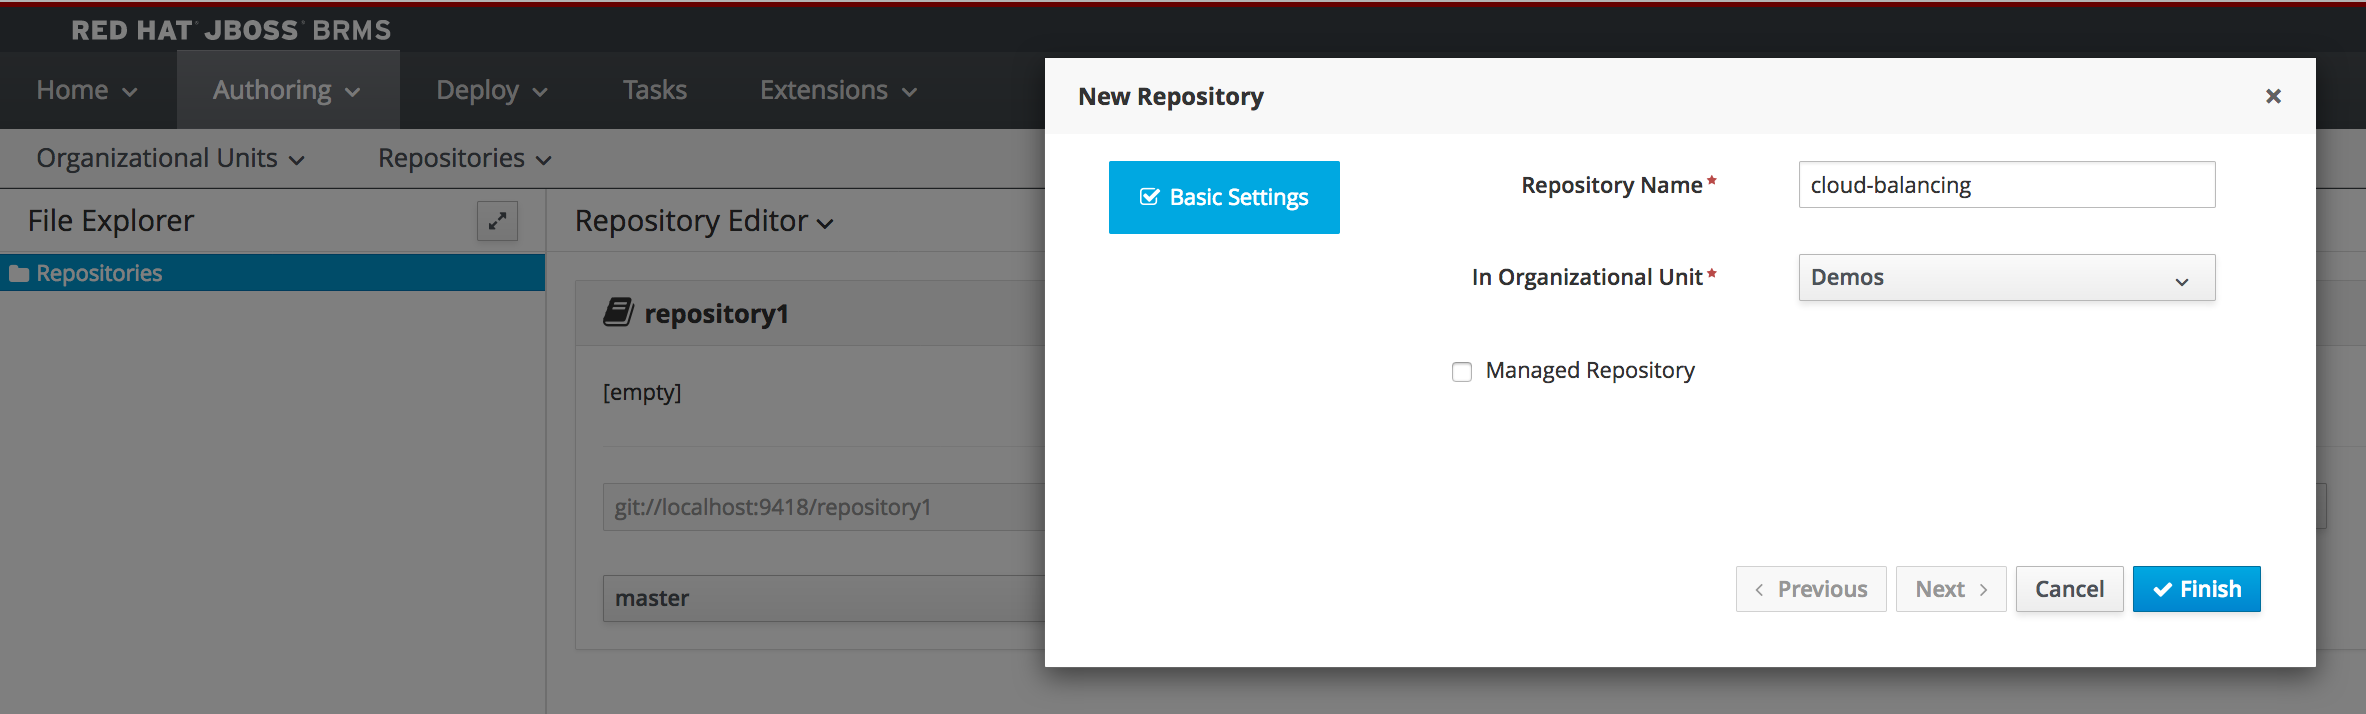 RED HAT JBOSS BRMS
Home Authoring Deploy Tasks Extensions
Organizational Units Repositories
File Explorer
Repositories
Repository Editor
repository1
[empty]
git://localhost:9418/repository1
master
New Repository
Basic Settings
Repository Name * cloud-balancing
In Organizational Unit * Demos
Managed Repository
Previous Next Cancel Finish